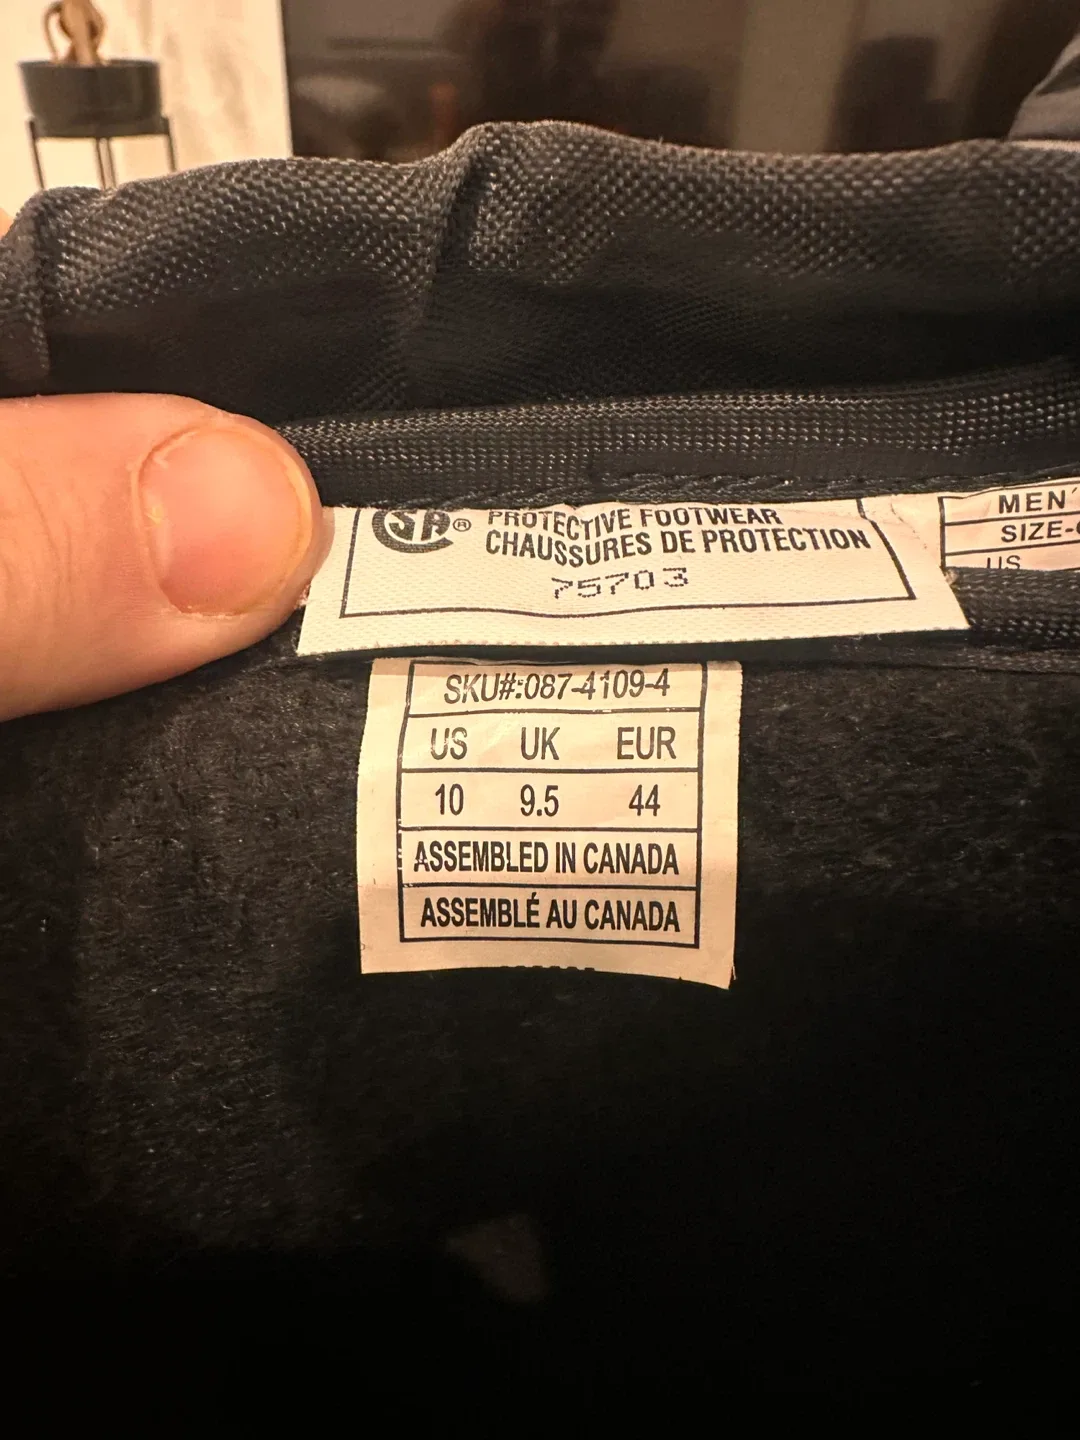 CSA® PROTECTIVE FOOTWEAR
CHAUSSURES DE PROTECTION
75703
MEN'
SIZE-
US
SKU#:087-4109-4
US UK EUR
10 9.5 44
ASSEMBLED IN CANADA
ASSEMBLÉ AU CANADA